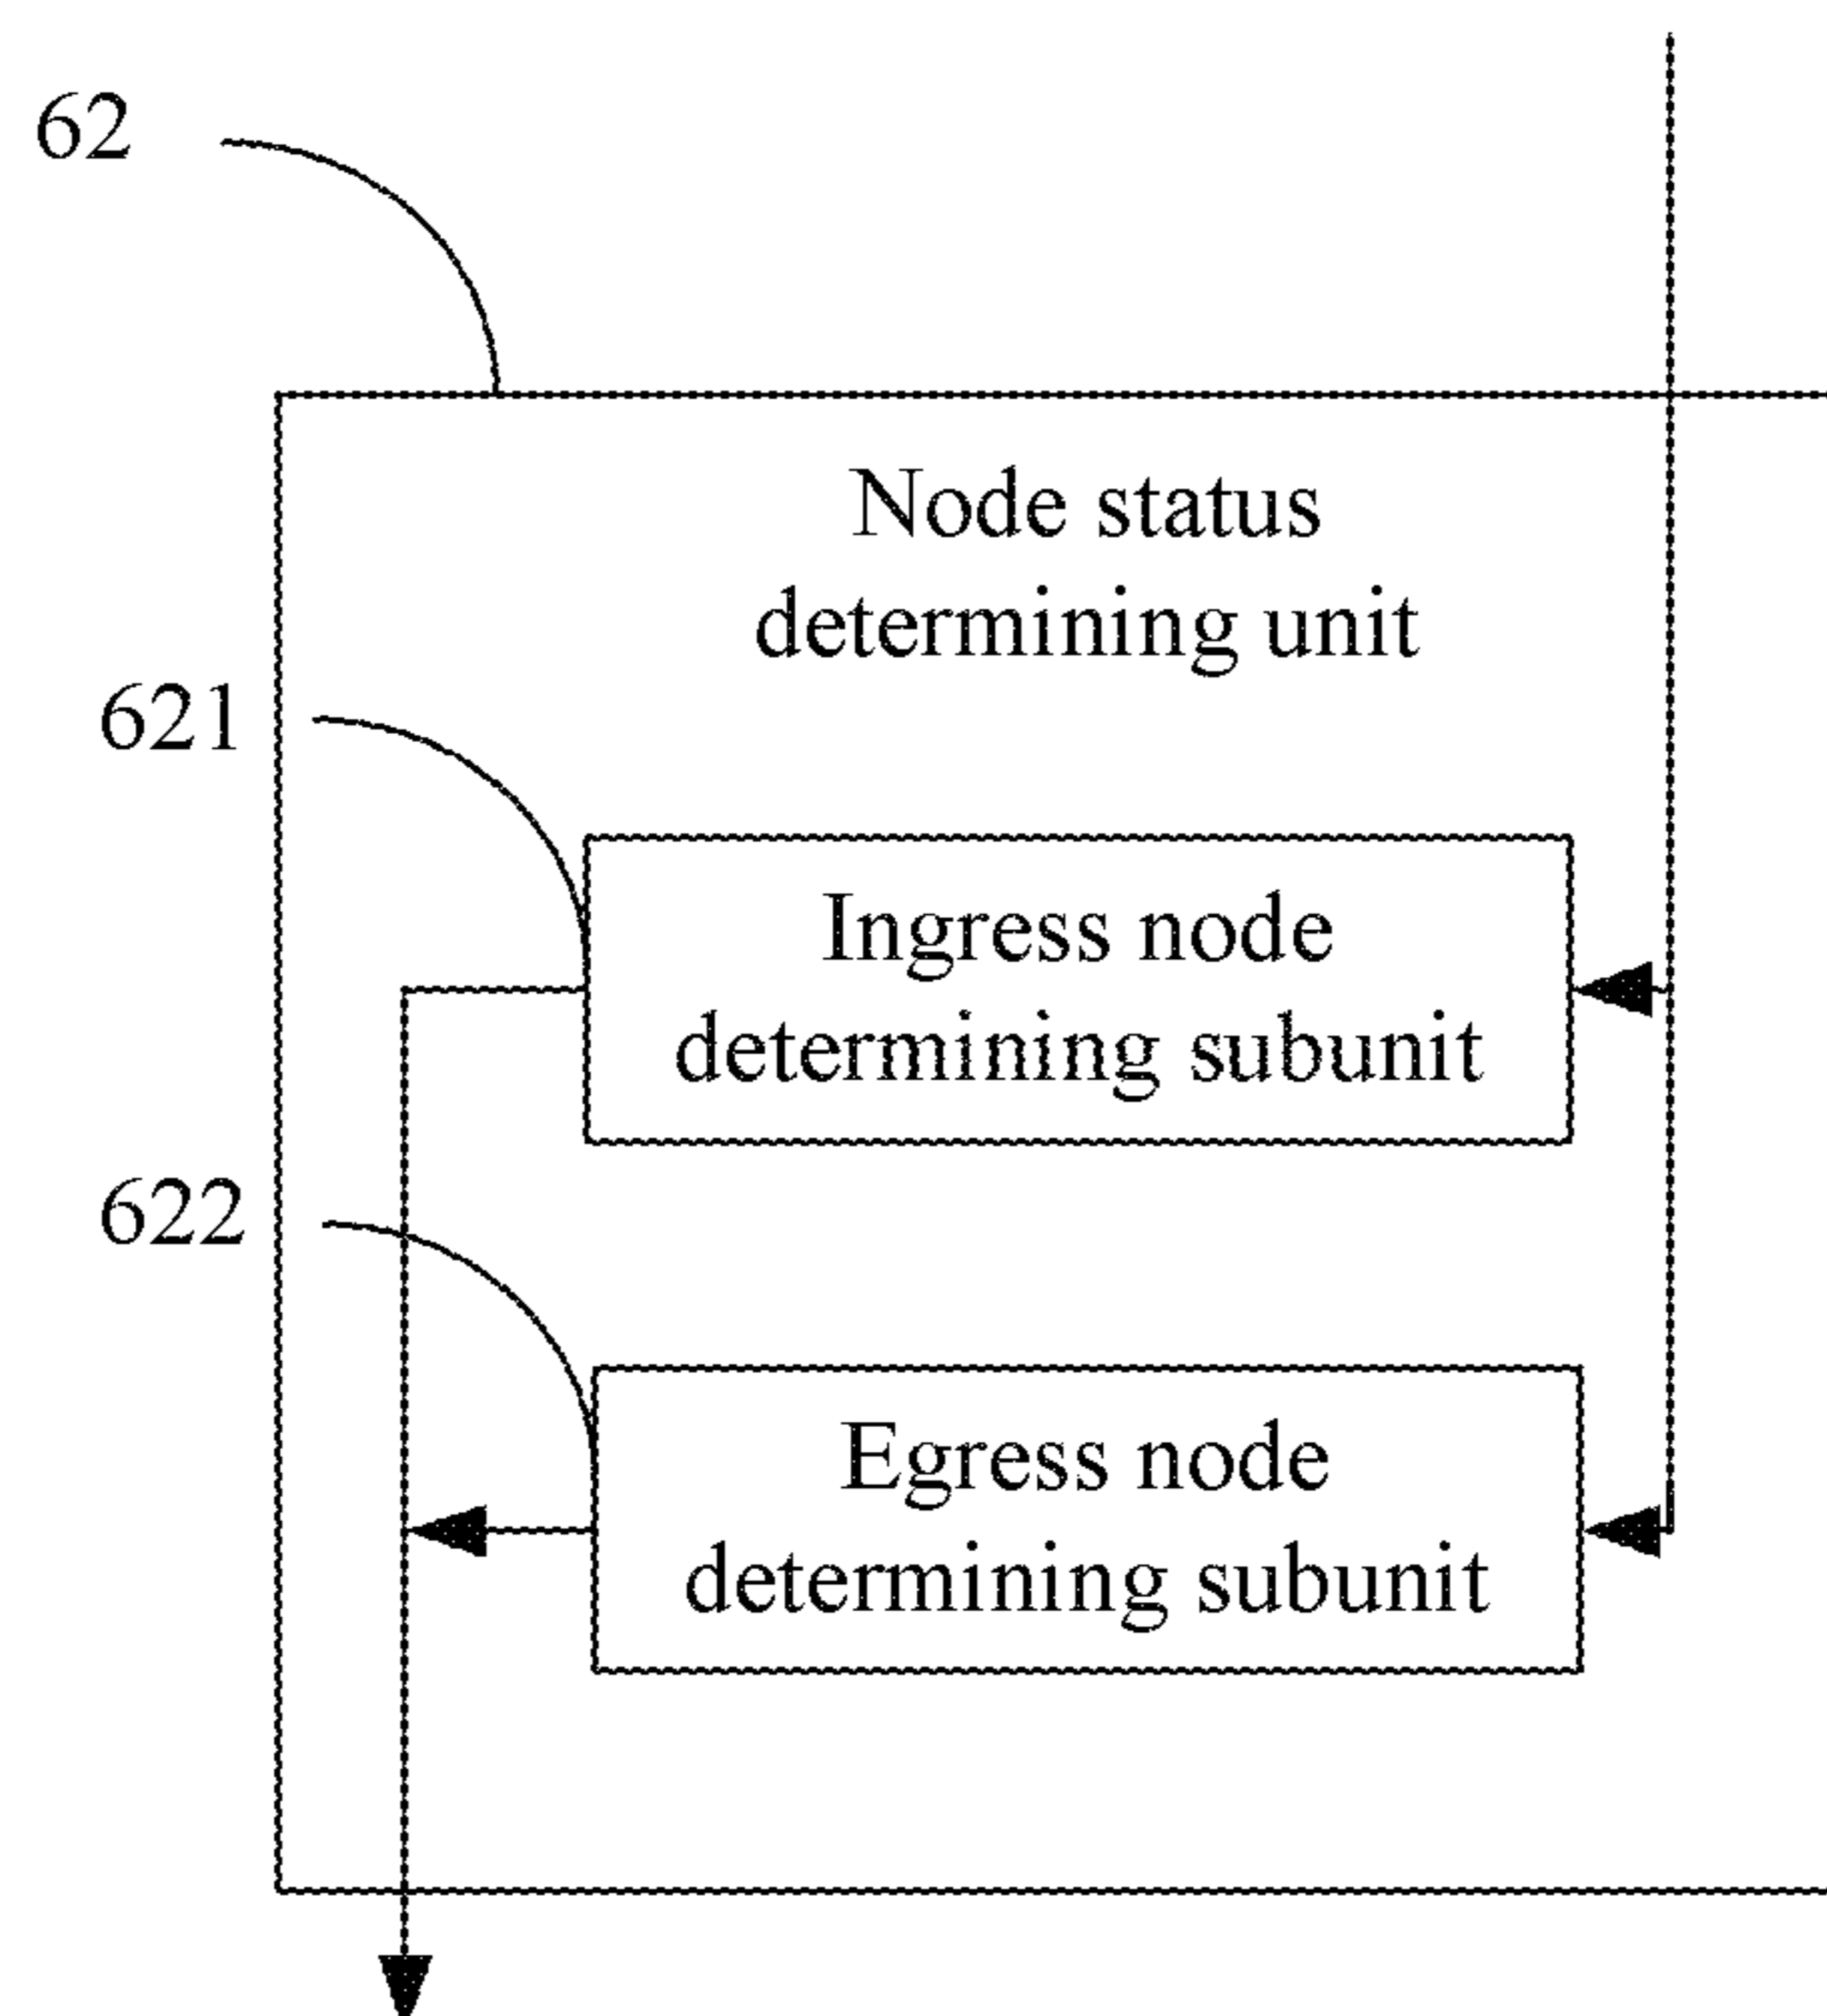 62
Node status
determining unit
621
Ingress node
determining subunit
622
Egress node
determining subunit